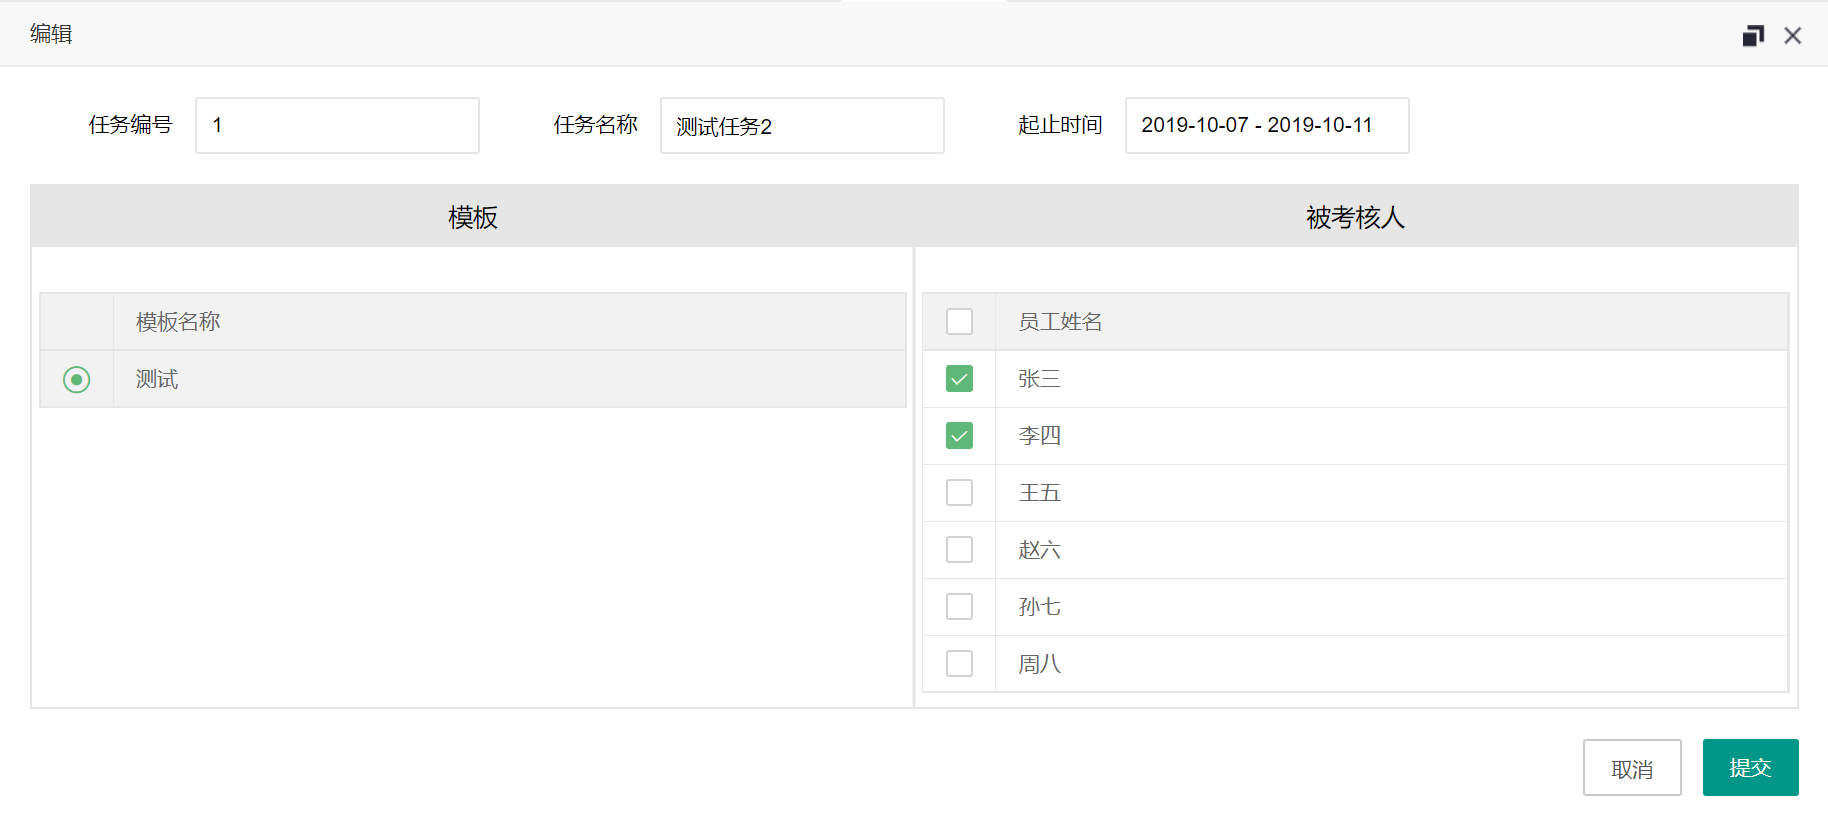 编辑
任务编号 1 任务名称 测试任务2 起止时间 2019-10-07 - 2019-10-11
模板 被考核人
模板名称 员工姓名
测试 张三
李四
王五
赵六
孙七
周八
取消 提交